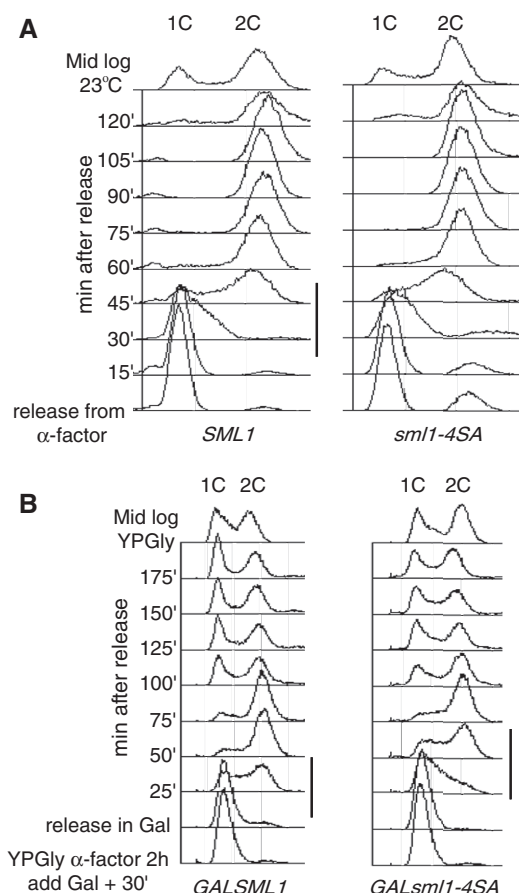 A
1C 2C 1C 2C
Mid log
23°C
120'
105'
90'
75'
60'
45'
30'
15'
min after release
release from
α-factor
SML1 sml1-4SA
B
1C 2C 1C 2C
Mid log
YPGly
175'
150'
125'
100'
75'
50'
25'
min after release
release in Gal
YPGly α-factor 2h
add Gal + 30'
GALSML1 GALsml1-4SA